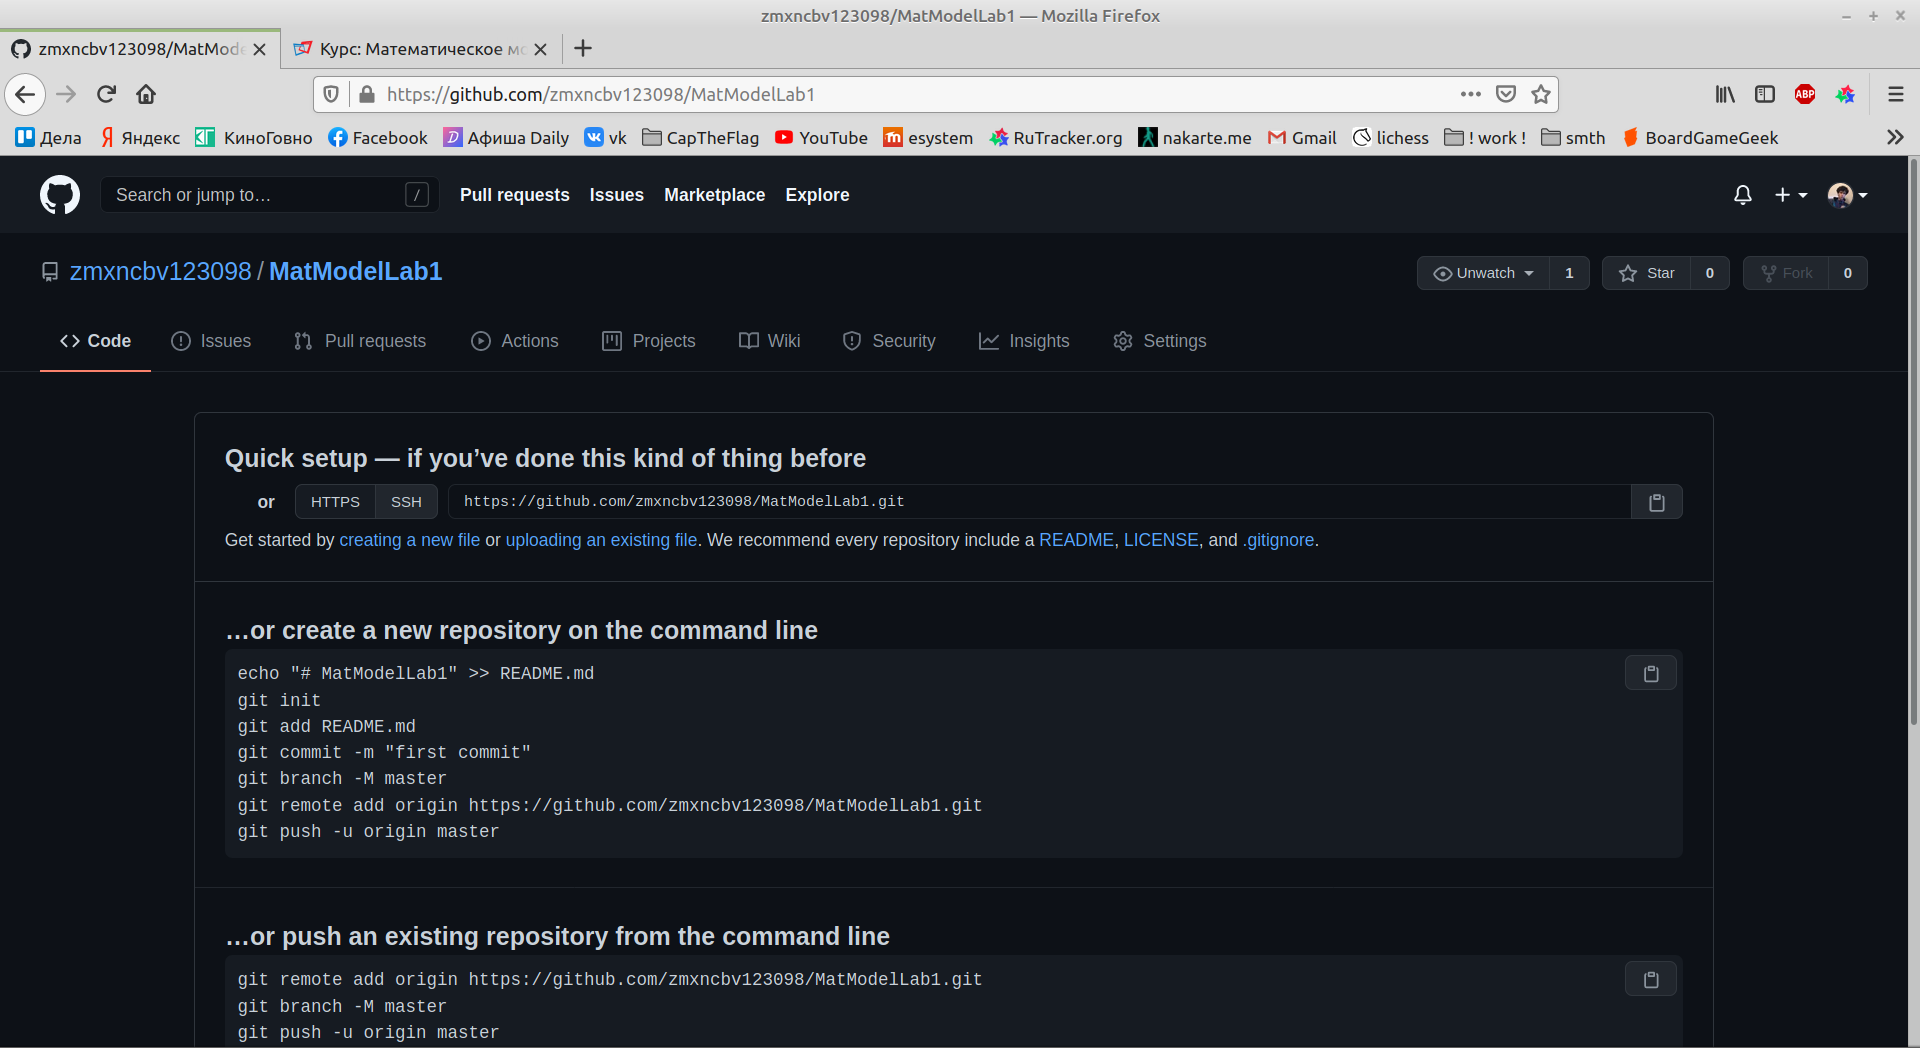 zmxncbv123098/MatModelLab1 — Mozilla Firefox
zmxncbv123098/MatMode
Курс: Математическое мо
https://github.com/zmxncbv123098/MatModelLab1
ABP
Дела
Яндекс
КиноГовно
Facebook
Афиша Daily
vk
CapTheFlag
YouTube
esystem
RuTracker.org
nakarte.me
Gmail
lichess
! work !
smth
BoardGameGeek
Search or jump to…
/
Pull requests
Issues
Marketplace
Explore
zmxncbv123098 / MatModelLab1
Unwatch 1
Star 0
Fork 0
Code
Issues
Pull requests
Actions
Projects
Wiki
Security
Insights
Settings
Quick setup — if you’ve done this kind of thing before
or HTTPS SSH https://github.com/zmxncbv123098/MatModelLab1.git
Get started by creating a new file or uploading an existing file. We recommend every repository include a README, LICENSE, and .gitignore.
…or create a new repository on the command line
echo "# MatModelLab1" >> README.md
git init
git add README.md
git commit -m "first commit"
git branch -M master
git remote add origin https://github.com/zmxncbv123098/MatModelLab1.git
git push -u origin master
…or push an existing repository from the command line
git remote add origin https://github.com/zmxncbv123098/MatModelLab1.git
git branch -M master
git push -u origin master